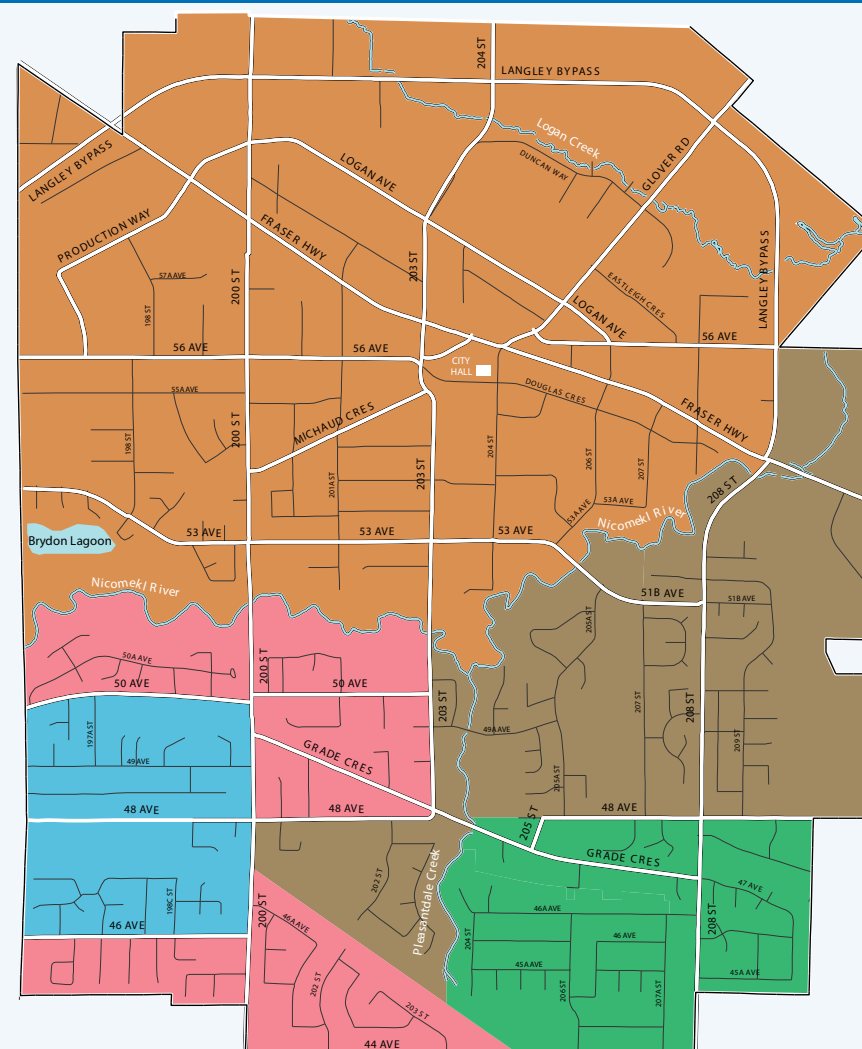 204 ST
LANGLEY BYPASS
Logan Creek
GLOVER RD
DUNCAN WAY
LANGLEY BYPASS
LOGAN AVE
PRODUCTION WAY
FRASER HWY
203 ST
200 ST
57A AVE
198 ST
EASTLEIGH CRES
LOGAN AVE
LANGLEY BYPASS
56 AVE
56 AVE
56 AVE
CITY
HALL
DOUGLAS CRES
55A AVE
FRASER HWY
MICHAUD CRES
200 ST
198 ST
204 ST
206 ST
207 ST
203 ST
201A ST
208 ST
53A AVE
53A AVE
Nicomekl River
53 AVE
53 AVE
53 AVE
Brydon Lagoon
Nicomekl River
51B AVE
51B AVE
205A ST
50A AVE
200 ST
50 AVE
50 AVE
203 ST
207 ST
208 ST
197A ST
49A AVE
209 ST
GRADE CRES
49 AVE
205A ST
48 AVE
48 AVE
48 AVE
205 ST
GRADE CRES
Pleasantdale Creek
202 ST
47 AVE
198C ST
200 ST
46A AVE
46A AVE
208 ST
46 AVE
204 ST
46 AVE
45A AVE
45A AVE
202 ST
206 ST
207A ST
203 ST
44 AVE